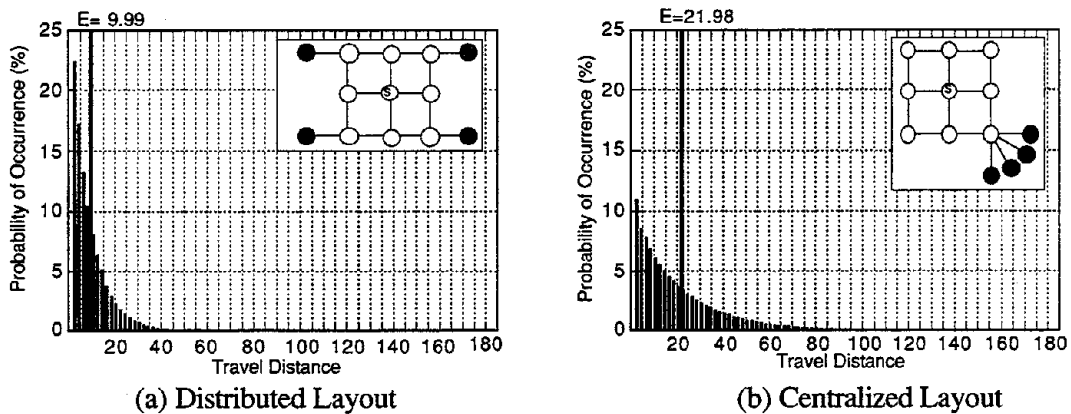 E= 9.99
25
20
15
10
5
0
Probability of Occurrence (%)
S
20 40 60 80 100 120 140 160 180
Travel Distance
(a) Distributed Layout
E=21.98
25
20
15
10
5
0
Probability of Occurrence (%)
S
20 40 60 80 100 120 140 160 180
Travel Distance
(b) Centralized Layout